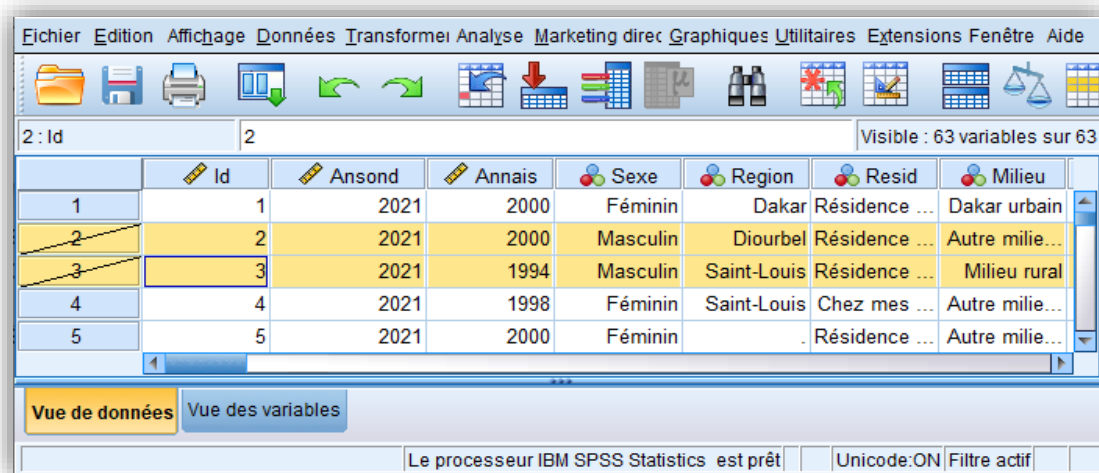 Fichier Edition Affichage Données Transformer Analyse Marketing direc Graphiques Utilitaires Extensions Fenêtre Aide
2 : Id 2 Visible : 63 variables sur 63
Id Ansond Annais Sexe Region Resid Milieu
1 1 2021 2000 Féminin Dakar Résidence ... Dakar urbain
2 2 2021 2000 Masculin Diourbel Résidence ... Autre milie...
3 3 2021 1994 Masculin Saint-Louis Résidence ... Milieu rural
4 4 2021 1998 Féminin Saint-Louis Chez mes ... Autre milie...
5 5 2021 2000 Féminin . Résidence ... Autre milie...
Vue de données Vue des variables
Le processeur IBM SPSS Statistics est prêt Unicode:ON Filtre actif